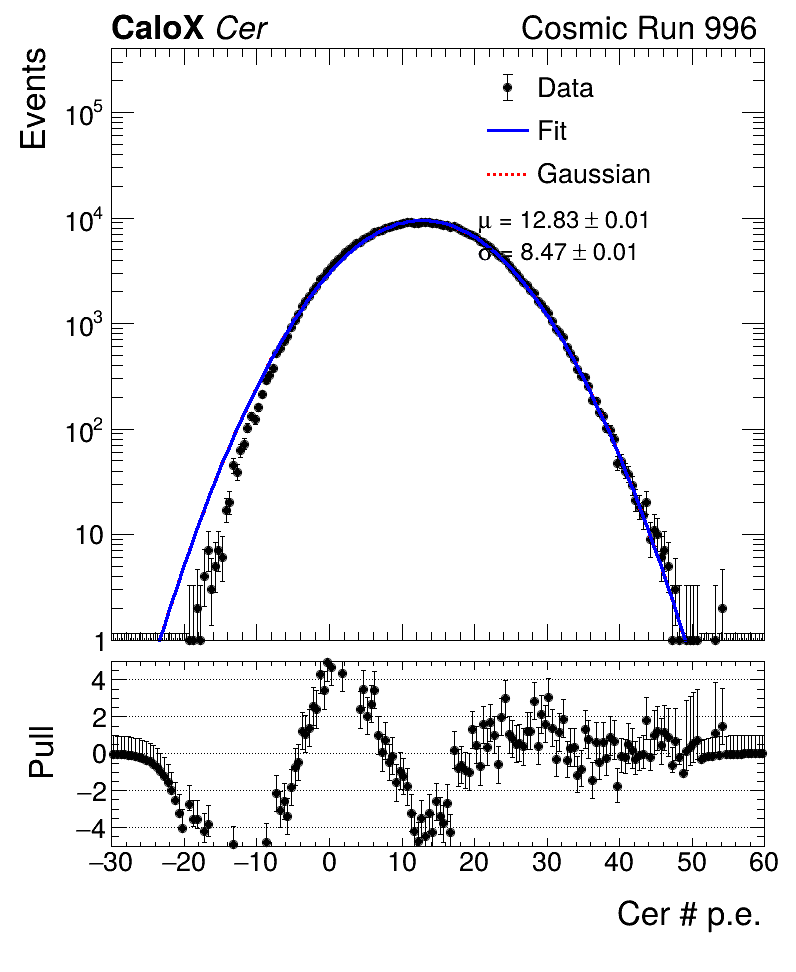 CaloX Cer
Cosmic Run 996
Events
10⁵
10⁴
10³
10²
10
1
Data
Fit
Gaussian
μ = 12.83 ± 0.01
σ = 8.47 ± 0.01
Pull
4
2
0
−2
−4
−30 −20 −10 0 10 20 30 40 50 60
Cer # p.e.